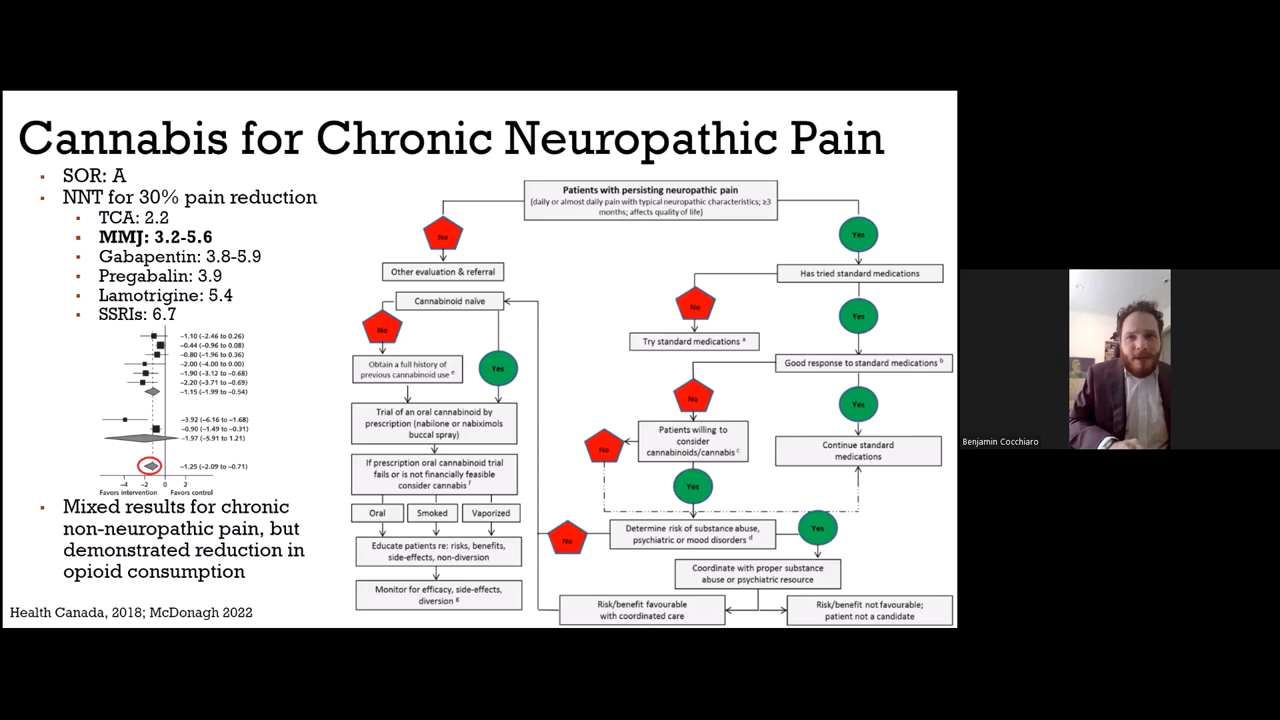 Cannabis for Chronic Neuropathic Pain
SOR: A
NNT for 30% pain reduction
TCA: 2.2
MMJ: 3.2-5.6
Gabapentin: 3.8-5.9
Pregabalin: 3.9
Lamotrigine: 5.4
SSRIs: 6.7
−1.10 (−2.46 to 0.26)
−0.44 (−0.96 to 0.08)
−0.80 (−1.96 to 0.36)
−2.00 (−4.00 to 0.00)
−1.90 (−3.12 to −0.68)
−2.20 (−3.71 to −0.69)
−1.15 (−1.99 to −0.54)
−3.92 (−6.16 to −1.68)
−0.90 (−1.49 to −0.31)
−1.97 (−5.91 to 1.21)
−1.25 (−2.09 to −0.71)
−4 −2 0 2
Favors intervention Favors control
Mixed results for chronic
non-neuropathic pain, but
demonstrated reduction in
opioid consumption
Health Canada, 2018; McDonagh 2022
Patients with persisting neuropathic pain
(daily or almost daily pain with typical neuropathic characteristics; ≥3
months; affects quality of life)
No
Yes
Other evaluation & referral
Has tried standard medications
No
Yes
Try standard medications a
Good response to standard medications b
No
Yes
Patients willing to
consider
cannabinoids/cannabis c
Continue standard
medications
No
Yes
Determine risk of substance abuse,
psychiatric or mood disorders d
No
Yes
Coordinate with proper substance
abuse or psychiatric resource
Risk/benefit favourable
with coordinated care
Risk/benefit not favourable;
patient not a candidate
Cannabinoid naïve
No
Yes
Obtain a full history of
previous cannabinoid use e
Trial of an oral cannabinoid by
prescription (nabilone or nabiximols
buccal spray)
If prescription oral cannabinoid trial
fails or is not financially feasible
consider cannabis f
Oral
Smoked
Vaporized
Educate patients re: risks, benefits,
side-effects, non-diversion
Monitor for efficacy, side-effects,
diversion g
Benjamin Cocchiaro